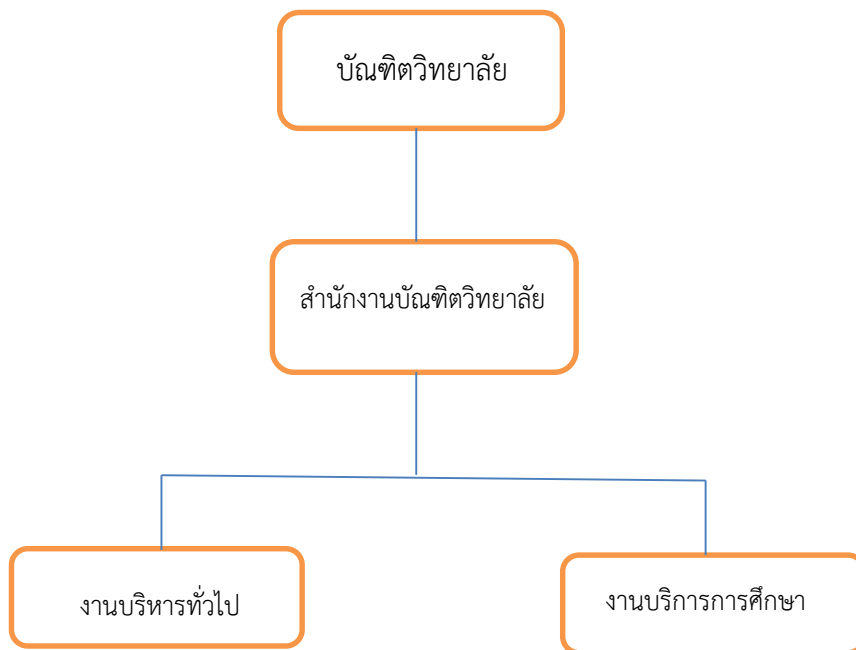 บัณฑิตวิทยาลัย
สำนักงานบัณฑิตวิทยาลัย
งานบริหารทั่วไป
งานบริการการศึกษา